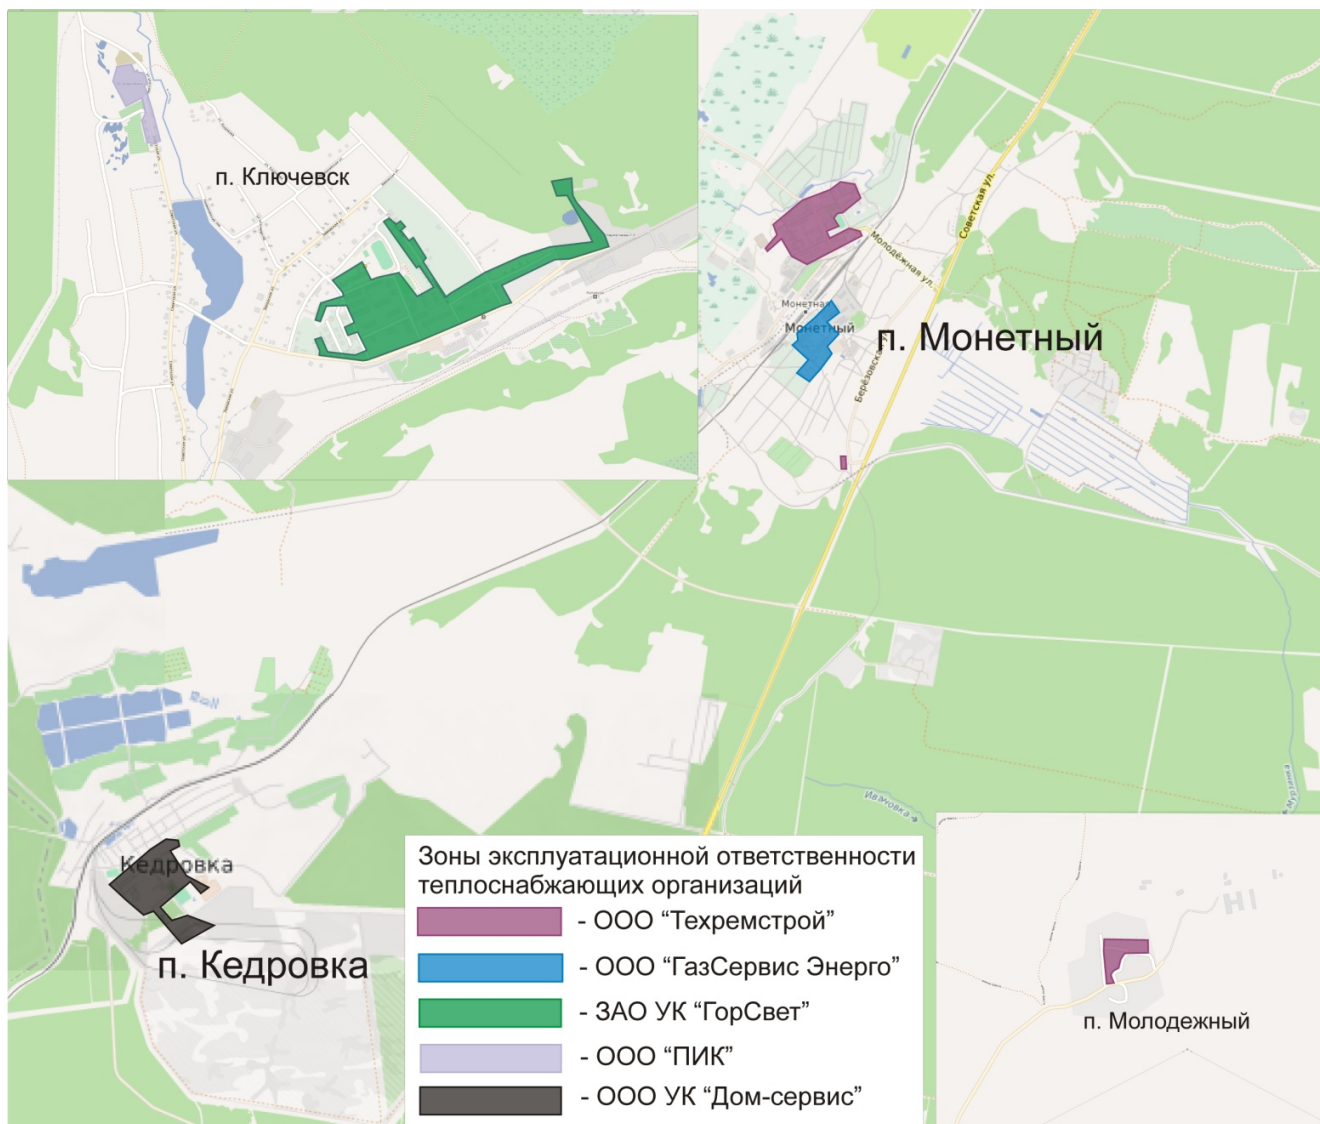 п. Ключевск
Советская ул.
Молодёжная ул.
Монетная
Монетный
п. Монетный
Берёзовская
Ивановка
Кедровка
п. Кедровка
Зоны эксплуатационной ответственности
теплоснабжающих организаций
- ООО “Техремстрой”
- ООО “ГазСервис Энерго”
- ЗАО УК “ГорСвет”
- ООО “ПИК”
- ООО УК “Дом-сервис”
п. Молодежный